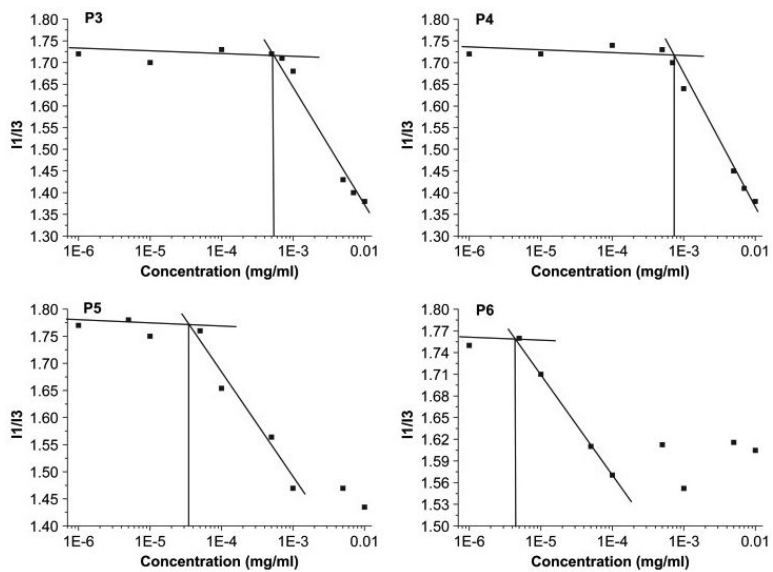 P3
I1/I3
1.80
1.75
1.70
1.65
1.60
1.55
1.50
1.45
1.40
1.35
1.30
1E-6
1E-5
1E-4
1E-3
0.01
Concentration (mg/ml)
P4
I1/I3
1.80
1.75
1.70
1.65
1.60
1.55
1.50
1.45
1.40
1.35
1.30
1E-6
1E-5
1E-4
1E-3
0.01
Concentration (mg/ml)
P5
I1/I3
1.80
1.75
1.70
1.65
1.60
1.55
1.50
1.45
1.40
1E-6
1E-5
1E-4
1E-3
0.01
Concentration (mg/ml)
P6
I1/I3
1.80
1.77
1.74
1.71
1.68
1.65
1.62
1.59
1.56
1.53
1.50
1E-6
1E-5
1E-4
1E-3
0.01
Concentration (mg/ml)